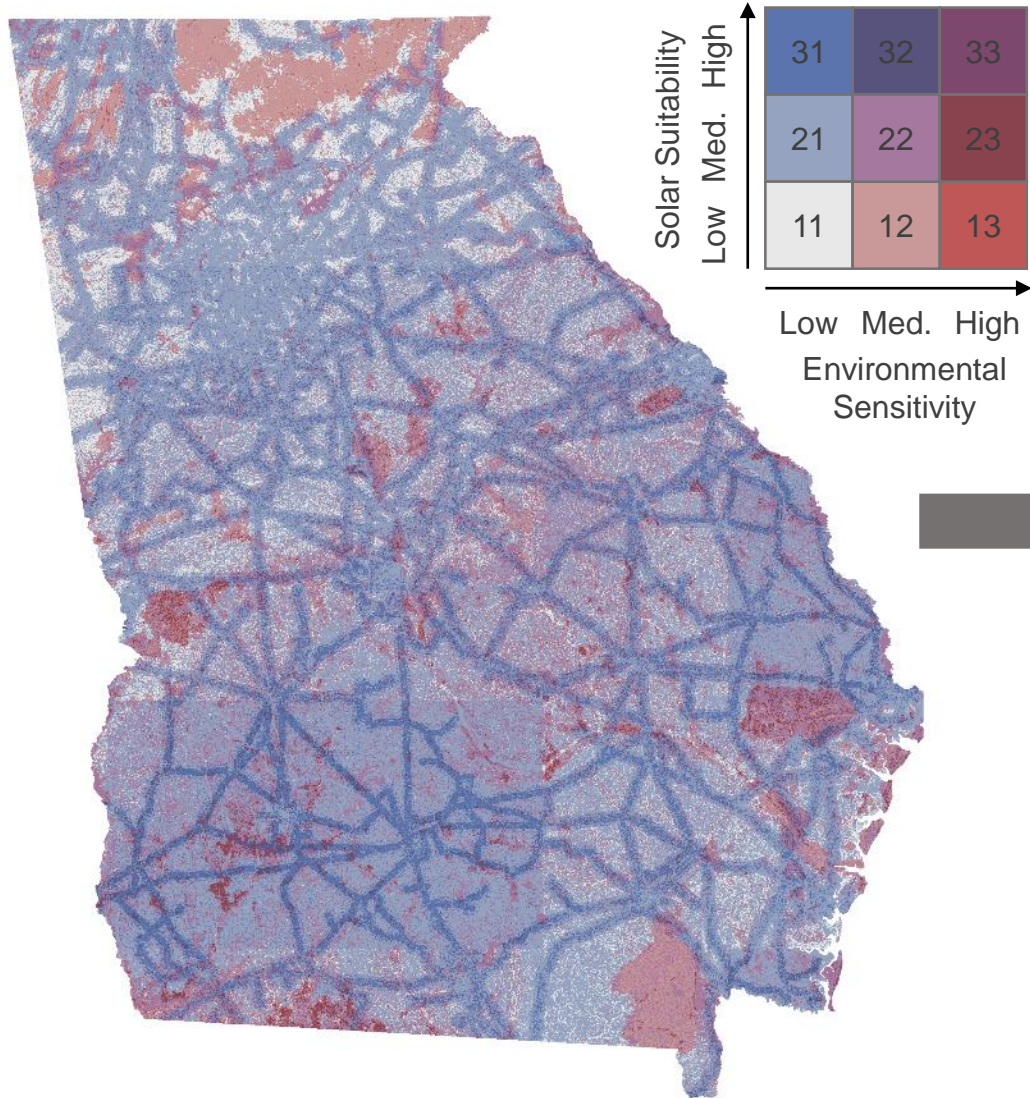 Solar Suitability
Low Med. High
31 32 33
21 22 23
11 12 13
Low Med. High
Environmental
Sensitivity